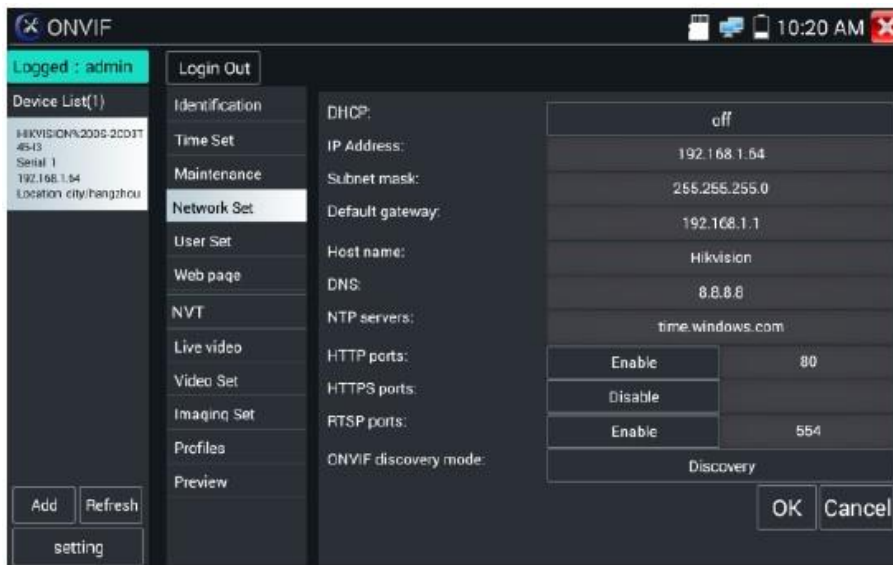 ONVIF
10:20 AM
Logged : admin
Login Out
Device List(1)
HIKVISION%20DS-2CD3T
45-I3
Serial 1
192.168.1.64
Location city/hangzhou
Identification
Time Set
Maintenance
Network Set
User Set
Web page
NVT
Live video
Video Set
Imaging Set
Profiles
Preview
DHCP: off
IP Address: 192.168.1.64
Subnet mask: 255.255.255.0
Default gateway: 192.168.1.1
Host name: Hikvision
DNS: 8.8.8.8
NTP servers: time.windows.com
HTTP ports: Enable 80
HTTPS ports: Disable
RTSP ports: Enable 554
ONVIF discovery mode: Discovery
Add Refresh
setting
OK Cancel